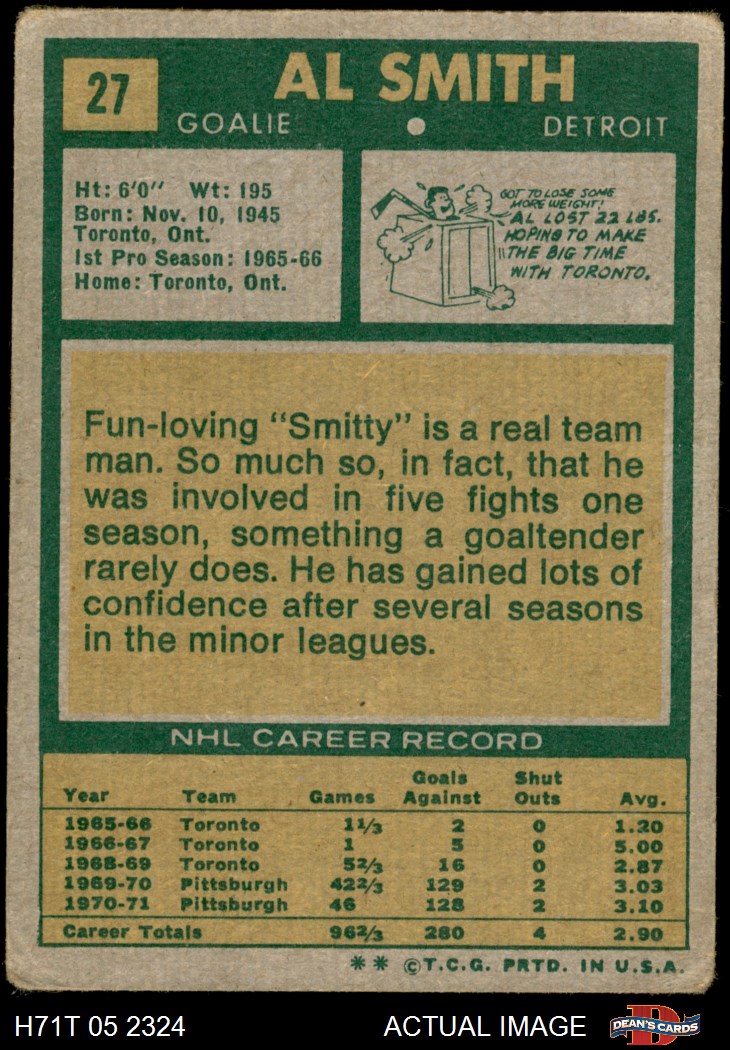 27
AL SMITH
GOALIE DETROIT
Ht: 6'0" Wt: 195
Born: Nov. 10, 1945
Toronto, Ont.
1st Pro Season: 1965-66
Home: Toronto, Ont.
GOT TO LOSE SOME
MORE WEIGHT!
AL LOST 22 LBS.
HOPING TO MAKE
THE BIG TIME
WITH TORONTO.
Fun-loving "Smitty" is a real team
man. So much so, in fact, that he
was involved in five fights one
season, something a goaltender
rarely does. He has gained lots of
confidence after several seasons
in the minor leagues.
NHL CAREER RECORD
Year Team Games Goals Against Shut Outs Avg.
1965-66 Toronto 11/3 2 0 1.20
1966-67 Toronto 1 5 0 5.00
1968-69 Toronto 52/3 16 0 2.87
1969-70 Pittsburgh 422/3 129 2 3.03
1970-71 Pittsburgh 46 128 2 3.10
Career Totals 962/3 280 4 2.90
** ©T.C.G. PRTD. IN U.S.A.
H71T 05 2324 ACTUAL IMAGE D DEAN'S CARDS